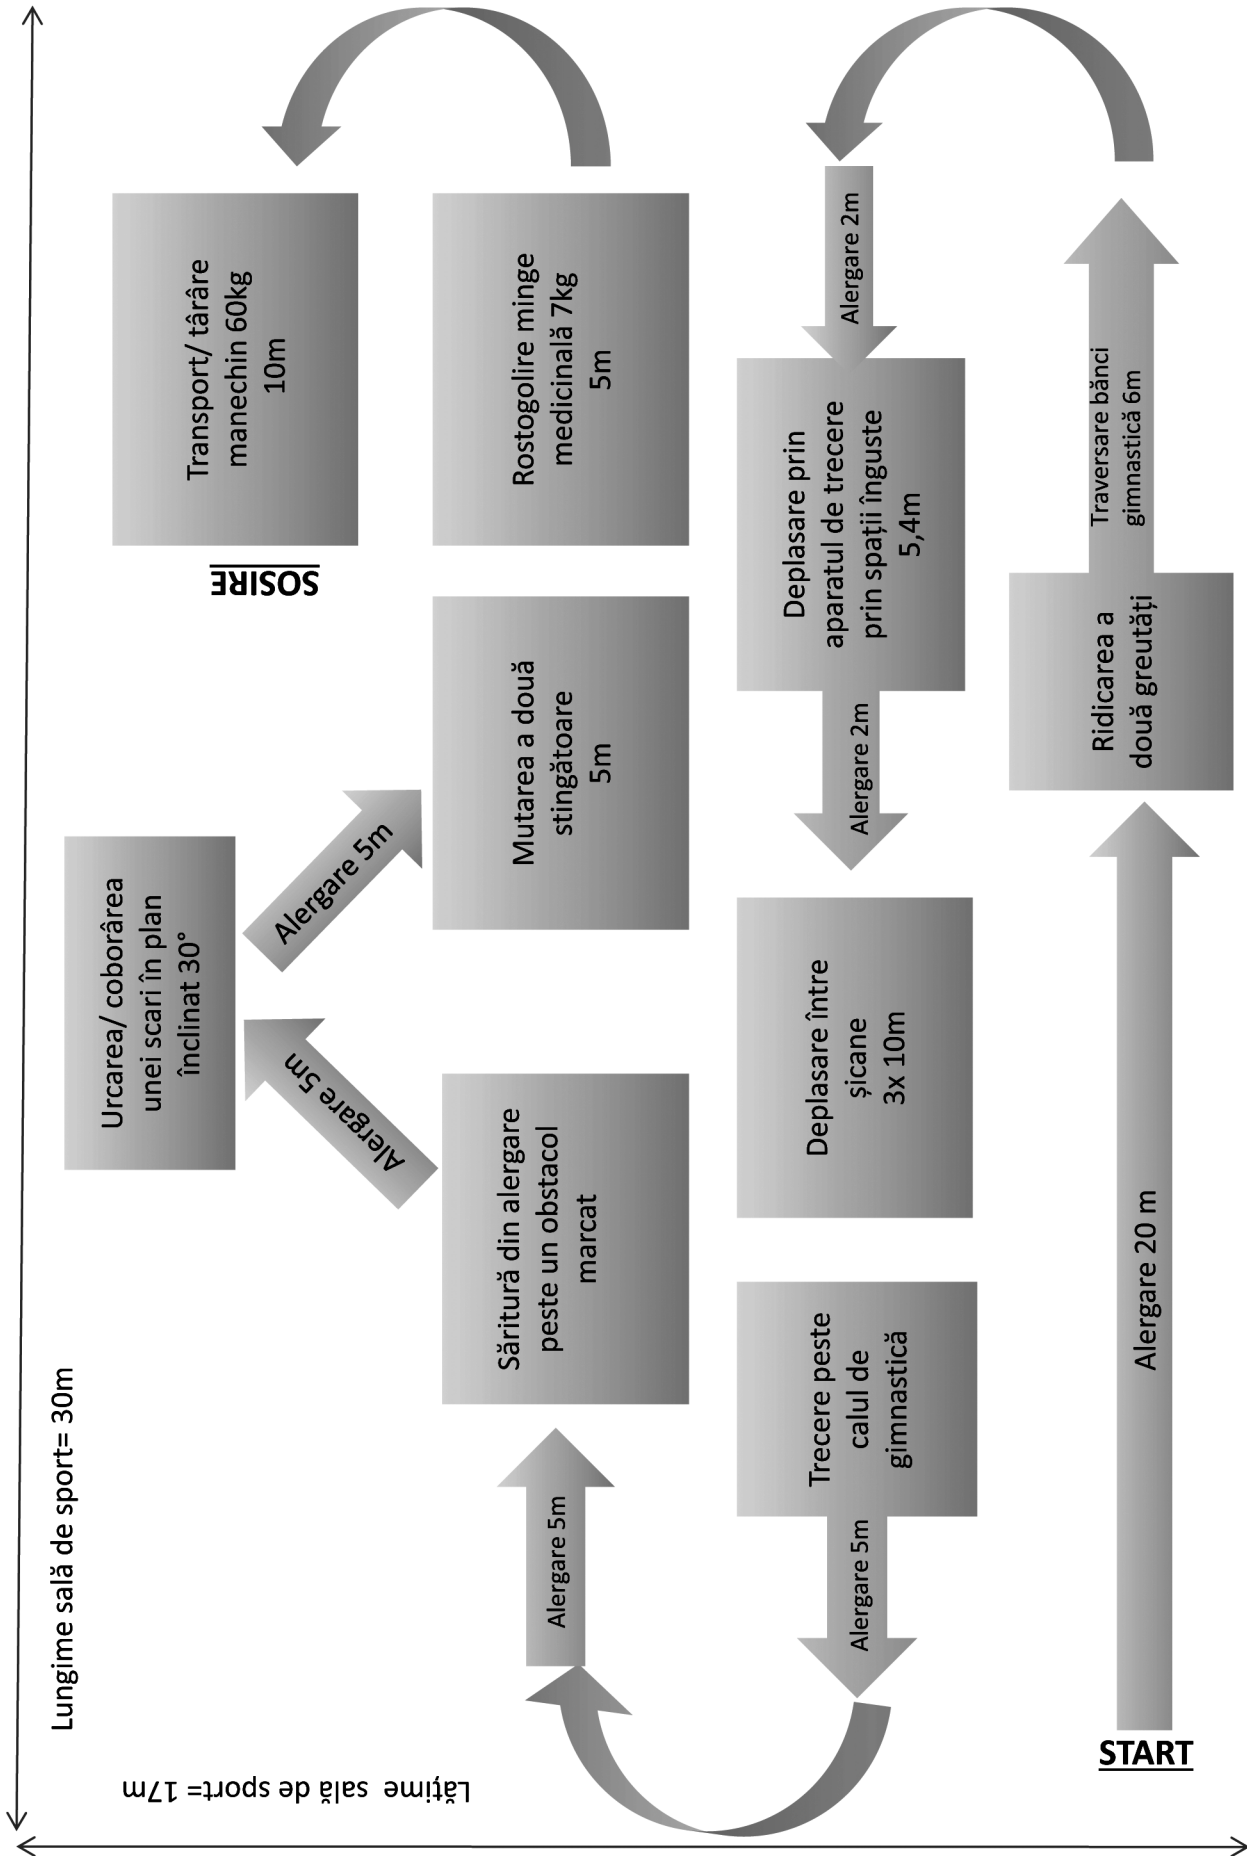 Lungime sală de sport= 30m
Lățime sală de sport= 17m
START
Alergare 20 m
Ridicarea a
două greutăți
Traversare bănci
gimnastică 6m
Alergare 2m
Deplasare prin
aparatul de trecere
prin spații înguste
5,4m
Alergare 2m
Deplasare între
șicane
3x 10m
Trecere peste
calul de
gimnastică
Alergare 5m
Alergare 5m
Săritură din alergare
peste un obstacol
marcat
Alergare 5m
Urcarea/ coborârea
unei scari în plan
înclinat 30°
Alergare 5m
Mutarea a două
stingătoare
5m
Rostogolire minge
medicinală 7kg
5m
Transport/ târâre
manechin 60kg
10m
SOSIRE